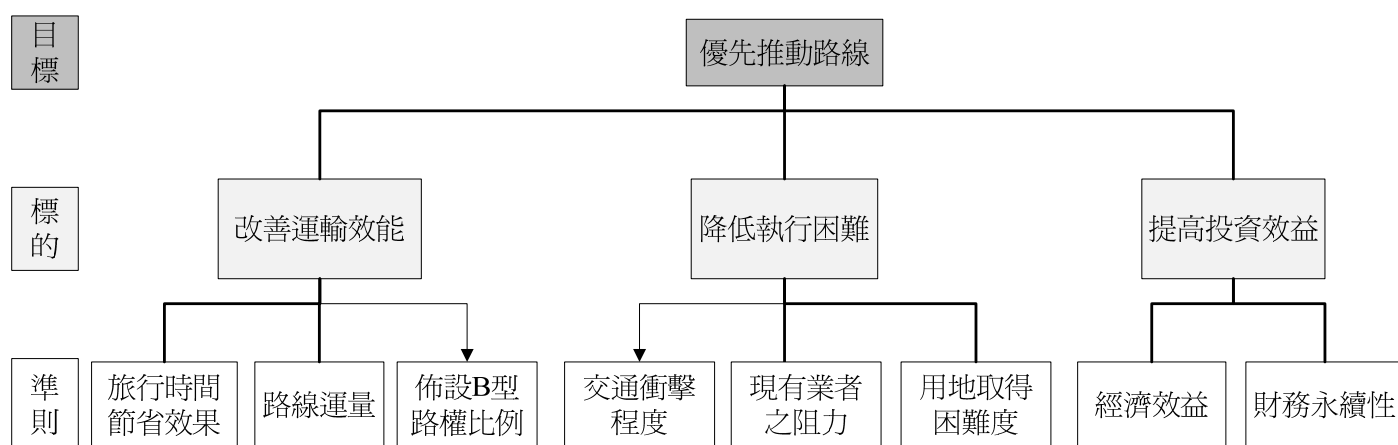 目
標
優先推動路線
標
的
改善運輸效能
降低執行困難
提高投資效益
準
則
旅行時間
節省效果
路線運量
佈設B型
路權比例
交通衝擊
程度
現有業者
之阻力
用地取得
困難度
經濟效益
財務永續性